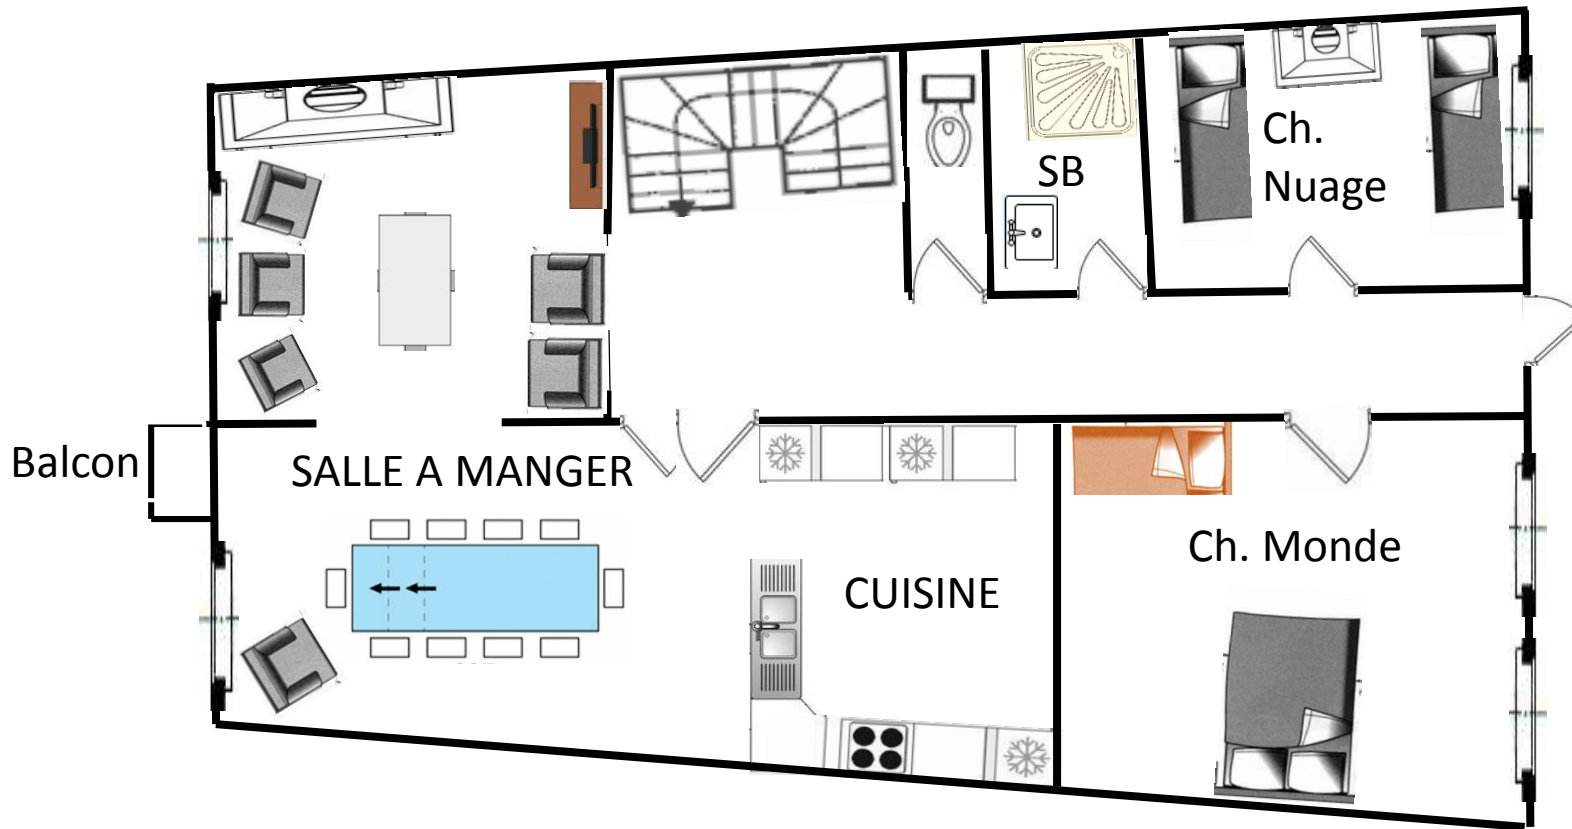 SB
Ch.
Nuage
Balcon
SALLE A MANGER
Ch. Monde
CUISINE